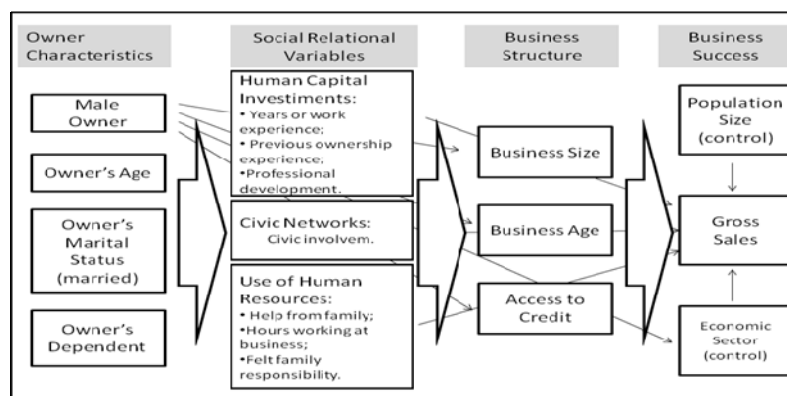 Owner
Characteristics
Male
Owner
Owner's Age
Owner's
Marital
Status
(married)
Owner's
Dependent
Social Relational
Variables
Human Capital
Investiments:
• Years or work
experience;
• Previous ownership
experience;
•Professional
development.
Civic Networks:
Civic involvem.
Use of Human
Resources:
• Help from family;
•Hours working at
business;
•Felt family
responsibility.
Business
Structure
Business Size
Business Age
Access to
Credit
Business
Success
Population
Size
(control)
Gross
Sales
Economic
Sector
(control)